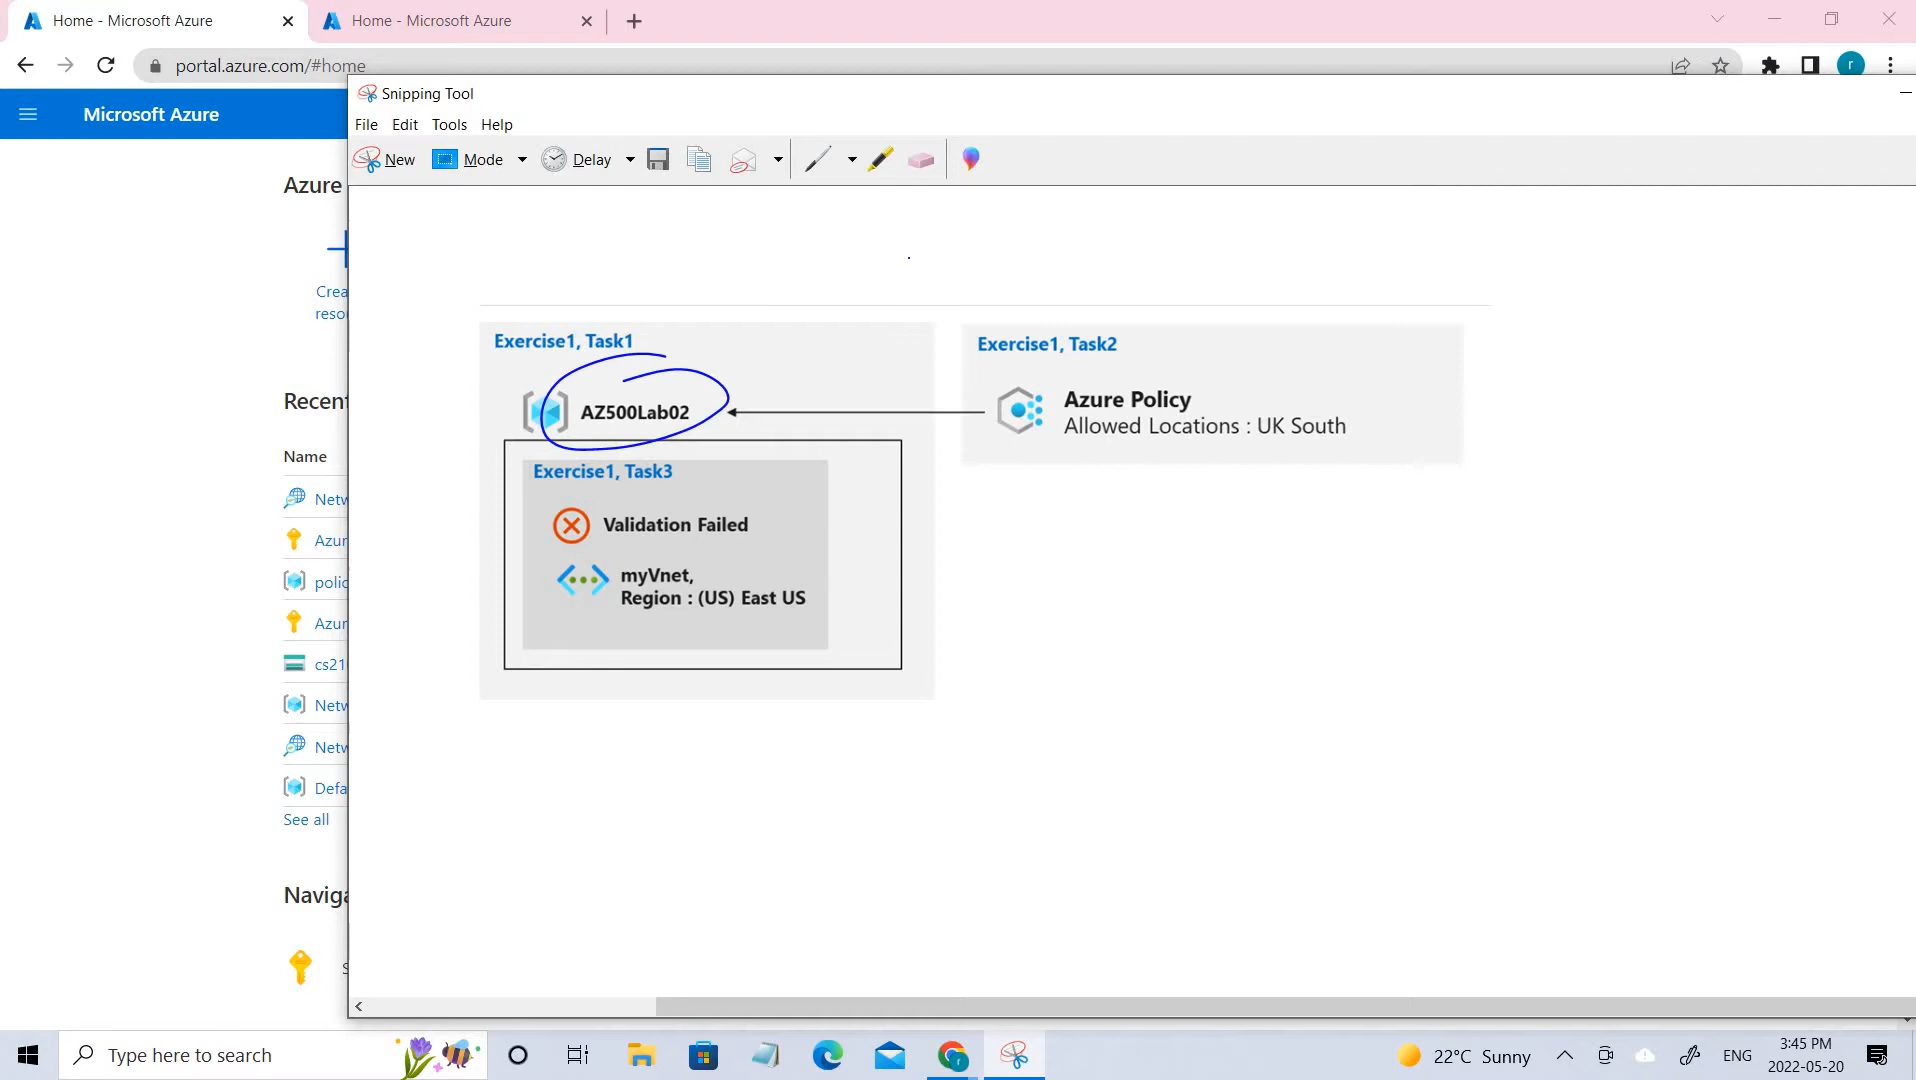 Home - Microsoft Azure
Home - Microsoft Azure
portal.azure.com/#home
r
Microsoft Azure
Snipping Tool
File Edit Tools Help
New Mode Delay
Azure
Crea
resou
Recent
Name
Netw
Azur
polic
Azur
cs21
Netw
Netw
Defa
See all
Naviga
Exercise1, Task1
AZ500Lab02
Exercise1, Task3
Validation Failed
myVnet,
Region : (US) East US
Exercise1, Task2
Azure Policy
Allowed Locations : UK South
Type here to search
22°C Sunny
ENG
3:45 PM
2022-05-20